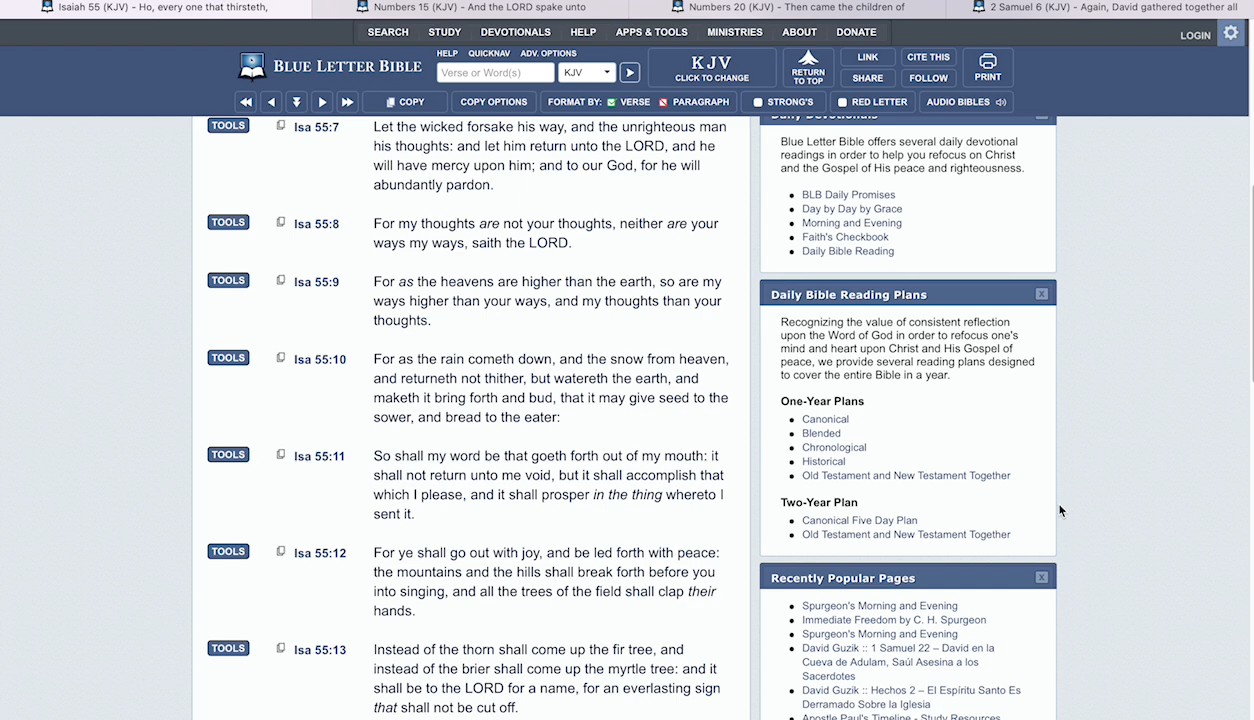 Isaiah 55 (KJV) - Ho, every one that thirsteth,
Numbers 15 (KJV) - And the LORD spake unto
Numbers 20 (KJV) - Then came the children of
2 Samuel 6 (KJV) - Again, David gathered together all
SEARCH STUDY DEVOTIONALS HELP APPS & TOOLS MINISTRIES ABOUT DONATE
LOGIN
BLUE LETTER BIBLE
HELP QUICKNAV ADV. OPTIONS
Verse or Word(s)
KJV
KJV
CLICK TO CHANGE
RETURN
TO TOP
LINK
CITE THIS
SHARE
FOLLOW
PRINT
COPY
COPY OPTIONS
FORMAT BY: VERSE PARAGRAPH
STRONG'S
RED LETTER
AUDIO BIBLES
TOOLS Isa 55:7 Let the wicked forsake his way, and the unrighteous man
his thoughts: and let him return unto the LORD, and he
will have mercy upon him; and to our God, for he will
abundantly pardon.
TOOLS Isa 55:8 For my thoughts are not your thoughts, neither are your
ways my ways, saith the LORD.
TOOLS Isa 55:9 For as the heavens are higher than the earth, so are my
ways higher than your ways, and my thoughts than your
thoughts.
TOOLS Isa 55:10 For as the rain cometh down, and the snow from heaven,
and returneth not thither, but watereth the earth, and
maketh it bring forth and bud, that it may give seed to the
sower, and bread to the eater:
TOOLS Isa 55:11 So shall my word be that goeth forth out of my mouth: it
shall not return unto me void, but it shall accomplish that
which I please, and it shall prosper in the thing whereto I
sent it.
TOOLS Isa 55:12 For ye shall go out with joy, and be led forth with peace:
the mountains and the hills shall break forth before you
into singing, and all the trees of the field shall clap their
hands.
TOOLS Isa 55:13 Instead of the thorn shall come up the fir tree, and
instead of the brier shall come up the myrtle tree: and it
shall be to the LORD for a name, for an everlasting sign
that shall not be cut off.
Daily Devotionals
Blue Letter Bible offers several daily devotional
readings in order to help you refocus on Christ
and the Gospel of His peace and righteousness.
BLB Daily Promises
Day by Day by Grace
Morning and Evening
Faith's Checkbook
Daily Bible Reading
Daily Bible Reading Plans
Recognizing the value of consistent reflection
upon the Word of God in order to refocus one's
mind and heart upon Christ and His Gospel of
peace, we provide several reading plans designed
to cover the entire Bible in a year.
One-Year Plans
Canonical
Blended
Chronological
Historical
Old Testament and New Testament Together
Two-Year Plan
Canonical Five Day Plan
Old Testament and New Testament Together
Recently Popular Pages
Spurgeon's Morning and Evening
Immediate Freedom by C. H. Spurgeon
Spurgeon's Morning and Evening
David Guzik :: 1 Samuel 22 – David en la
Cueva de Adulam, Saúl Asesina a los
Sacerdotes
David Guzik :: Hechos 2 – El Espíritu Santo Es
Derramado Sobre la Iglesia
Apostle Paul's Timeline - Study Resources